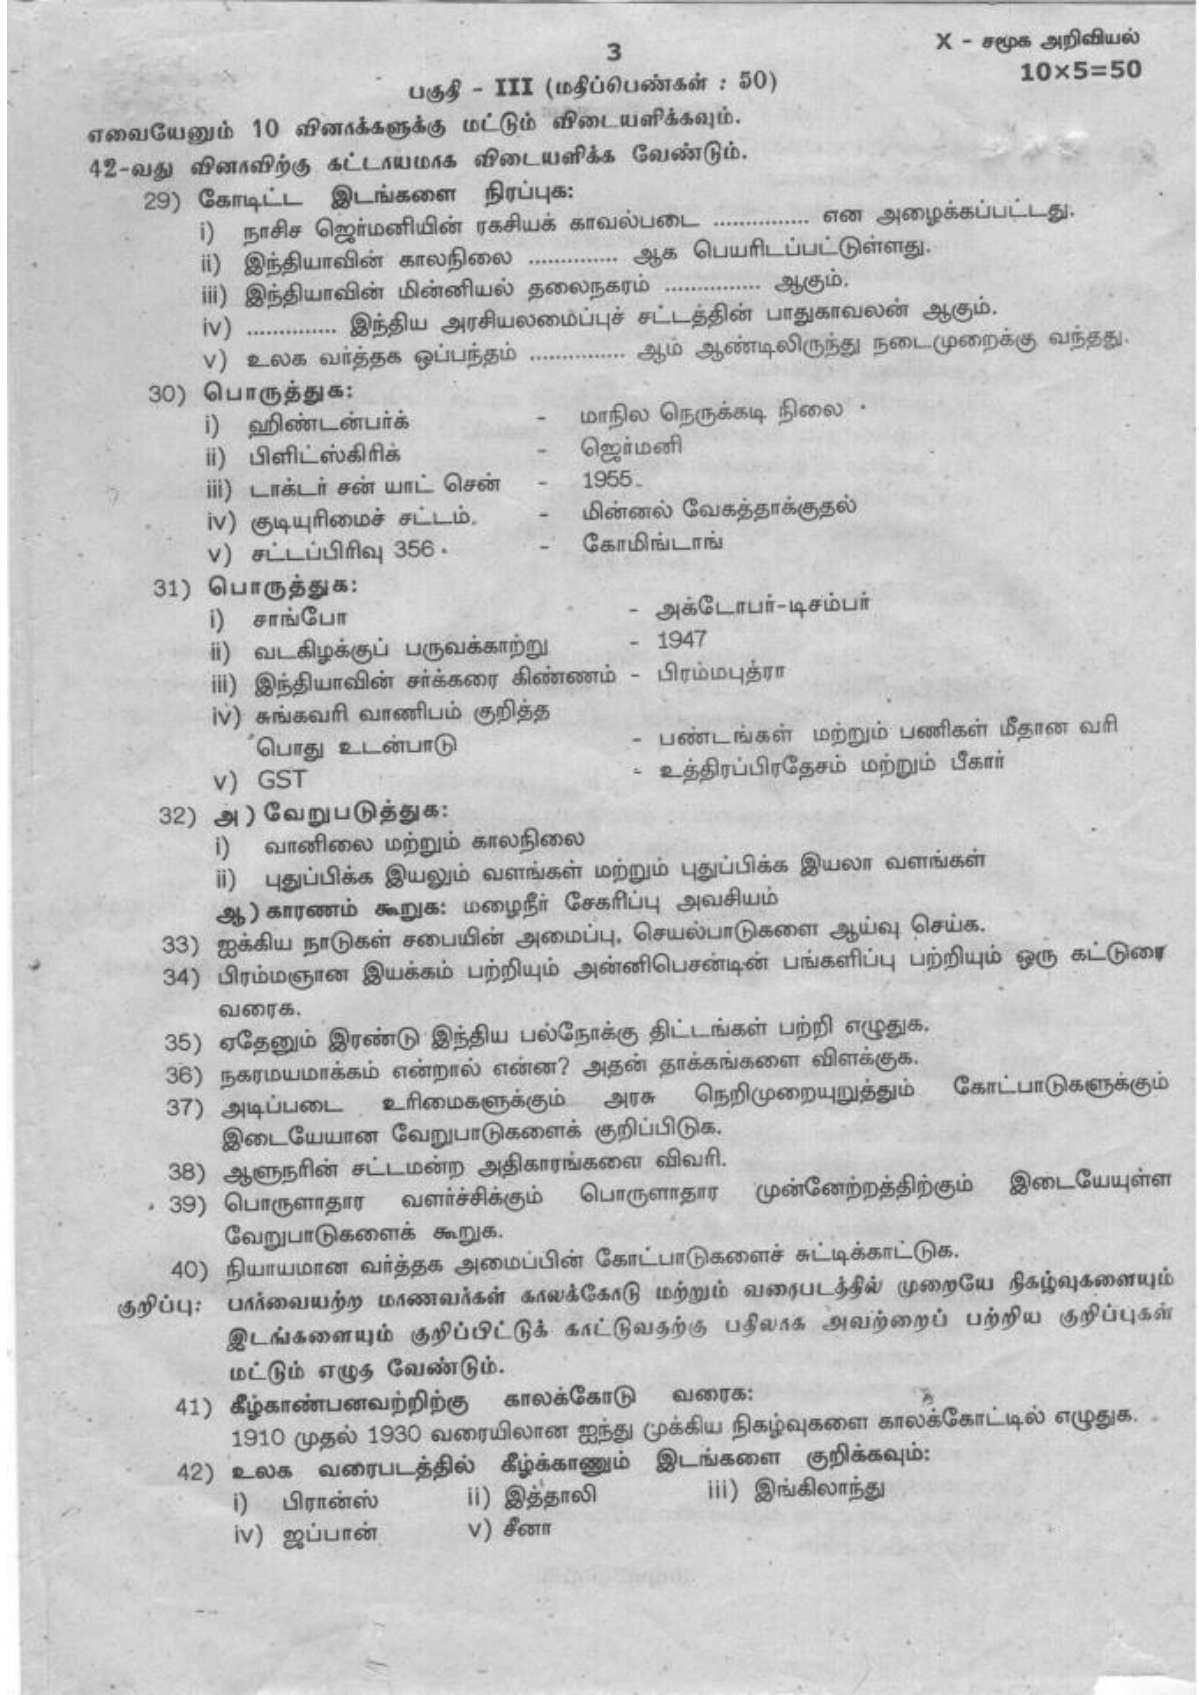 3
X - சமூக அறிவியல்
10×5=50
பகுதி - III (மதிப்பெண்கள் : 50)
எவையேனும் 10 வினாக்களுக்கு மட்டும் விடையளிக்கவும்.
42-வது வினாவிற்கு கட்டாயமாக விடையளிக்க வேண்டும்.
29) கோடிட்ட இடங்களை நிரப்புக:
i) நாசிச ஜெர்மனியின் ரகசியக் காவல்படை ............... என அழைக்கப்பட்டது.
ii) இந்தியாவின் காலநிலை .............. ஆக பெயரிடப்பட்டுள்ளது.
iii) இந்தியாவின் மின்னியல் தலைநகரம் ............... ஆகும்.
iv) .............. இந்திய அரசியலமைப்புச் சட்டத்தின் பாதுகாவலன் ஆகும்.
v) உலக வர்த்தக ஒப்பந்தம் ............... ஆம் ஆண்டிலிருந்து நடைமுறைக்கு வந்தது.
30) பொருத்துக:
i) ஹிண்டன்பர்க் - மாநில நெருக்கடி நிலை
ii) பிளிட்ஸ்கிரிக் - ஜெர்மனி
iii) டாக்டர் சன் யாட் சென் - 1955
iv) குடியுரிமைச் சட்டம். - மின்னல் வேகத்தாக்குதல்
v) சட்டப்பிரிவு 356 - கோமிங்டாங்
31) பொருத்துக:
i) சாங்போ - அக்டோபர்-டிசம்பர்
ii) வடகிழக்குப் பருவக்காற்று - 1947
iii) இந்தியாவின் சர்க்கரை கிண்ணம் - பிரம்மபுத்ரா
iv) சுங்கவரி வாணிபம் குறித்த
பொது உடன்பாடு - பண்டங்கள் மற்றும் பணிகள் மீதான வரி
v) GST - உத்திரப்பிரதேசம் மற்றும் பீகார்
32) அ) வேறுபடுத்துக:
i) வானிலை மற்றும் காலநிலை
ii) புதுப்பிக்க இயலும் வளங்கள் மற்றும் புதுப்பிக்க இயலா வளங்கள்
ஆ) காரணம் கூறுக: மழைநீர் சேகரிப்பு அவசியம்
33) ஐக்கிய நாடுகள் சபையின் அமைப்பு, செயல்பாடுகளை ஆய்வு செய்க.
34) பிரம்மஞான இயக்கம் பற்றியும் அன்னிபெசன்டின் பங்களிப்பு பற்றியும் ஒரு கட்டுரை
வரைக.
35) ஏதேனும் இரண்டு இந்திய பல்நோக்கு திட்டங்கள் பற்றி எழுதுக.
36) நகரமயமாக்கம் என்றால் என்ன? அதன் தாக்கங்களை விளக்குக.
37) அடிப்படை உரிமைகளுக்கும் அரசு நெறிமுறையுறுத்தும் கோட்பாடுகளுக்கும்
இடையேயான வேறுபாடுகளைக் குறிப்பிடுக.
38) ஆளுநரின் சட்டமன்ற அதிகாரங்களை விவரி.
39) பொருளாதார வளர்ச்சிக்கும் பொருளாதார முன்னேற்றத்திற்கும் இடையேயுள்ள
வேறுபாடுகளைக் கூறுக.
40) நியாயமான வர்த்தக அமைப்பின் கோட்பாடுகளைச் சுட்டிக்காட்டுக.
குறிப்பு: பார்வையற்ற மாணவர்கள் காலக்கோடு மற்றும் வரைபடத்தில் முறையே நிகழ்வுகளையும்
இடங்களையும் குறிப்பிட்டுக் காட்டுவதற்கு பதிலாக அவற்றைப் பற்றிய குறிப்புகள்
மட்டும் எழுத வேண்டும்.
41) கீழ்காண்பனவற்றிற்கு காலக்கோடு வரைக:
1910 முதல் 1930 வரையிலான ஐந்து முக்கிய நிகழ்வுகளை காலக்கோட்டில் எழுதுக.
42) உலக வரைபடத்தில் கீழ்க்காணும் இடங்களை குறிக்கவும்:
i) பிரான்ஸ் ii) இத்தாலி iii) இங்கிலாந்து
iv) ஜப்பான் v) சீனா